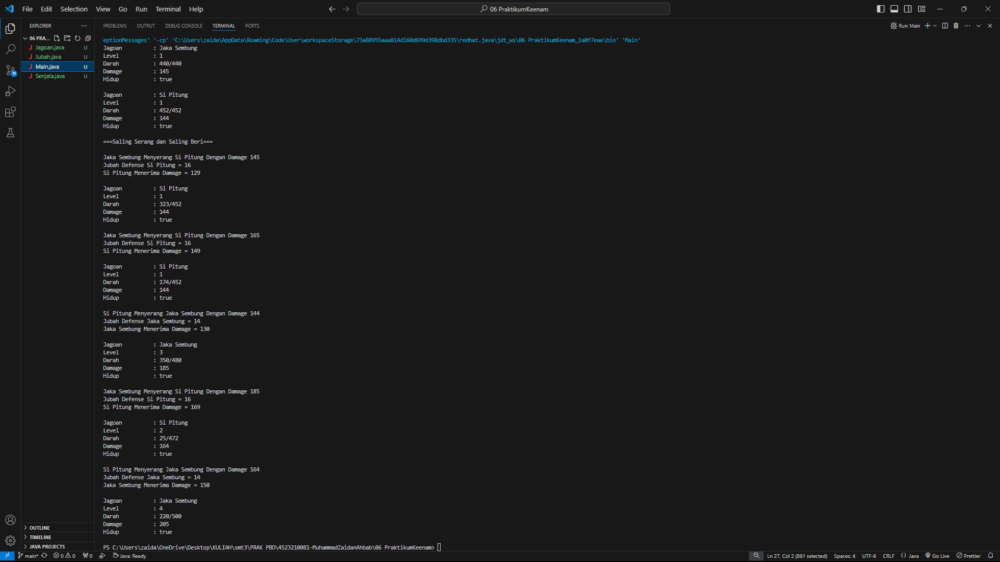 File Edit Selection View Go Run Terminal Help
06 PraktikumKeenam
EXPLORER
06 PRA...
Jagoan.java U
Jubah.java U
Main.java U
Senjata.java U
OUTLINE
TIMELINE
JAVA PROJECTS
PROBLEMS OUTPUT DEBUG CONSOLE TERMINAL PORTS
Run: Main
eptionMessages' '-cp' 'C:\Users\zaida\AppData\Roaming\Code\User\workspaceStorage\73a88955aaa814d160d699d398dbd335\redhat.java\jdt_ws\06 PraktikumKeenam_1a0f7eae\bin' 'Main'
Jagoan : Jaka Sembung
Level : 1
Darah : 440/440
Damage : 145
Hidup : true
Jagoan : Si Pitung
Level : 1
Darah : 452/452
Damage : 144
Hidup : true
===Saling Serang dan Saling Beri===
Jaka Sembung Menyerang Si Pitung Dengan Damage 145
Jubah Defense Si Pitung = 16
Si Pitung Menerima Damage = 129
Jagoan : Si Pitung
Level : 1
Darah : 323/452
Damage : 144
Hidup : true
Jaka Sembung Menyerang Si Pitung Dengan Damage 165
Jubah Defense Si Pitung = 16
Si Pitung Menerima Damage = 149
Jagoan : Si Pitung
Level : 1
Darah : 174/452
Damage : 144
Hidup : true
Si Pitung Menyerang Jaka Sembung Dengan Damage 144
Jubah Defense Jaka Sembung = 14
Jaka Sembung Menerima Damage = 130
Jagoan : Jaka Sembung
Level : 3
Darah : 350/480
Damage : 185
Hidup : true
Jaka Sembung Menyerang Si Pitung Dengan Damage 185
Jubah Defense Si Pitung = 16
Si Pitung Menerima Damage = 169
Jagoan : Si Pitung
Level : 2
Darah : 25/472
Damage : 164
Hidup : true
Si Pitung Menyerang Jaka Sembung Dengan Damage 164
Jubah Defense Jaka Sembung = 14
Jaka Sembung Menerima Damage = 150
Jagoan : Jaka Sembung
Level : 4
Darah : 220/500
Damage : 205
Hidup : true
PS C:\Users\zaida\OneDrive\Desktop\KULIAH\smt3\PRAK PBO\4523210081-MuhammadZaidanAhbab\06 PraktikumKeenam>
main* 0 0 0 Java: Ready Ln 27, Col 2 (881 selected) Spaces: 4 UTF-8 CRLF {} Java Go Live Prettier